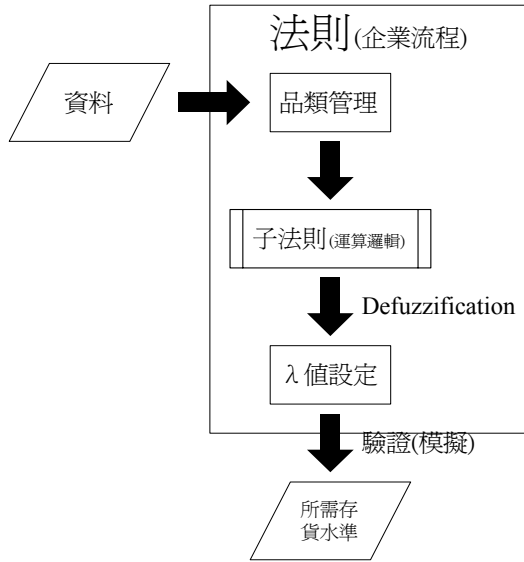 法則(企業流程)
資料
品類管理
子法則(運算邏輯)
Defuzzification
λ值設定
驗證(模擬)
所需存
貨水準